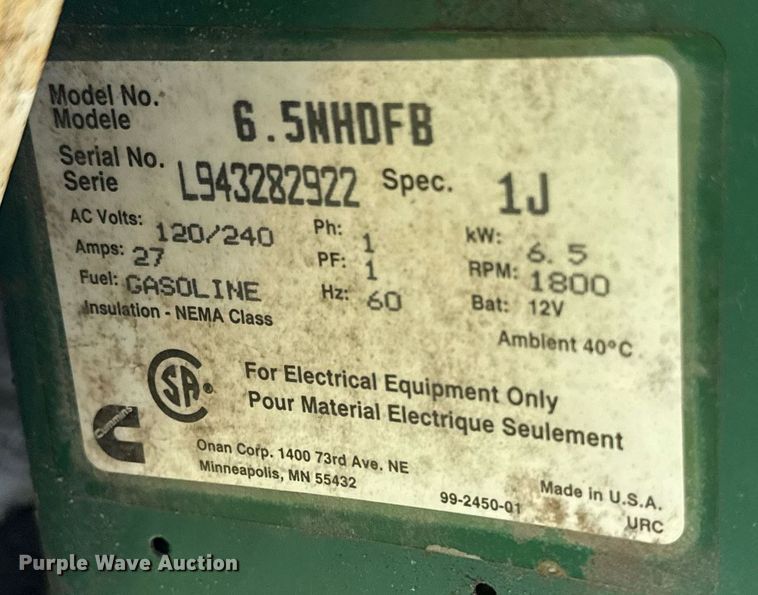 Model No. 6.5NHDFB
Modele
Serial No. L943282922 Spec. 1J
Serie
AC Volts: 120/240 Ph: 1 kW: 6.5
Amps: 27 PF: 1 RPM: 1800
Fuel: GASOLINE Hz: 60 Bat: 12V
Insulation - NEMA Class Ambient 40°C
CSA®
For Electrical Equipment Only
Pour Material Electrique Seulement
Cummins
Onan Corp. 1400 73rd Ave. NE
Minneapolis, MN 55432
99-2450-01 Made in U.S.A.
URC
Purple Wave Auction